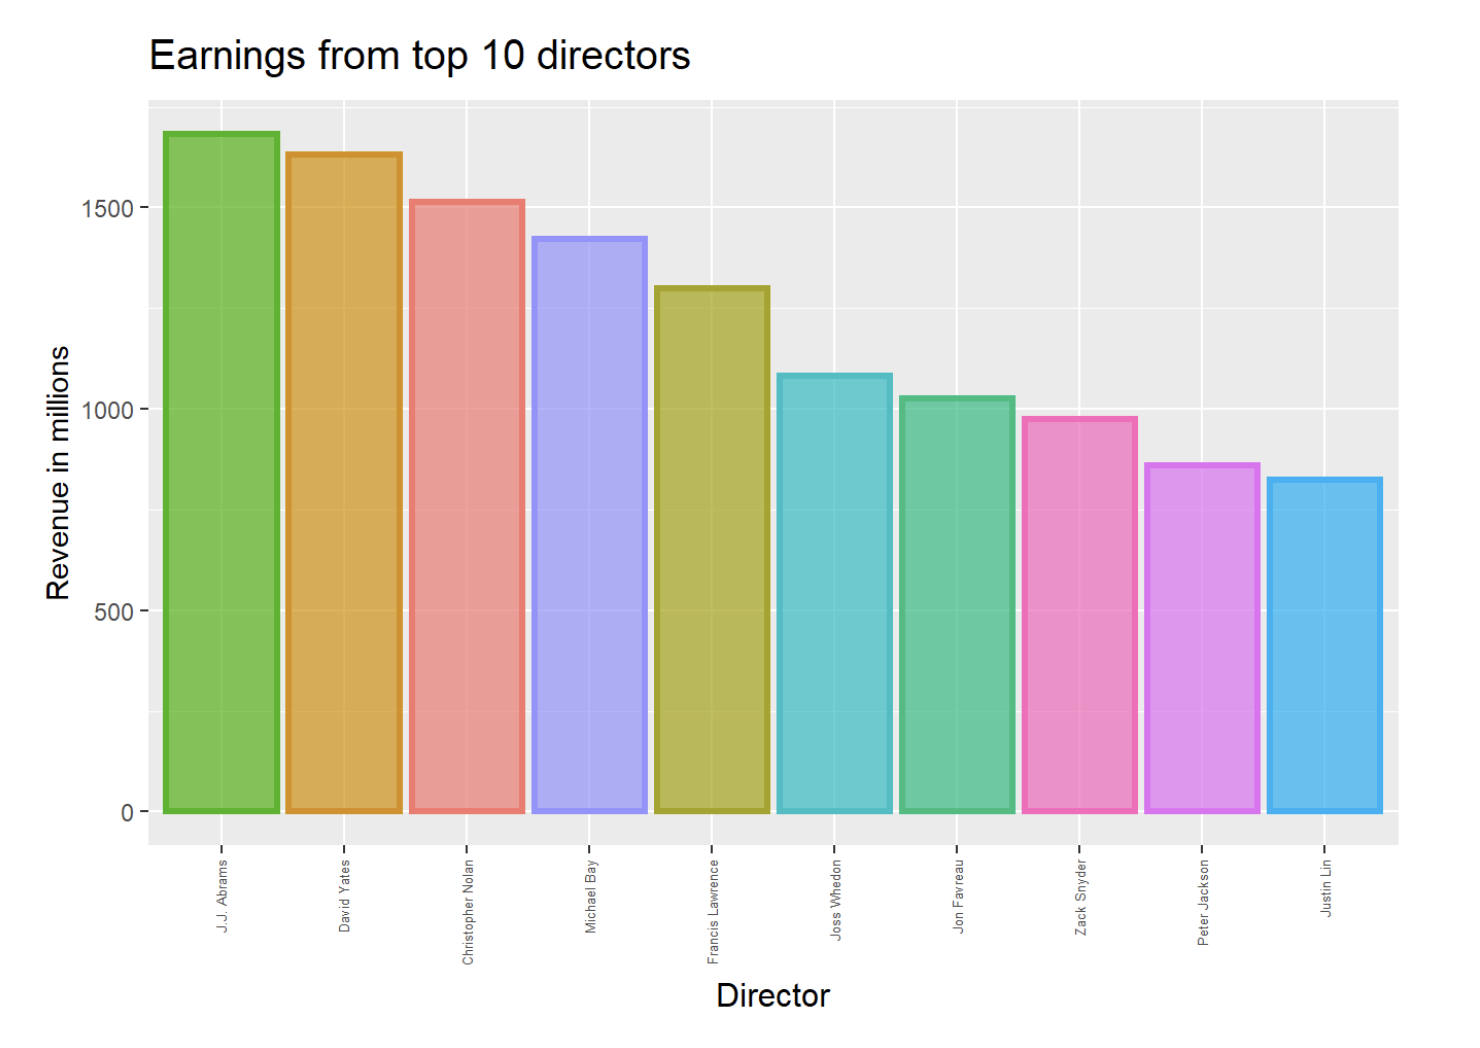 Earnings from top 10 directors
Revenue in millions
1500
1000
500
0
J.J. Abrams
David Yates
Christopher Nolan
Michael Bay
Francis Lawrence
Joss Whedon
Jon Favreau
Zack Snyder
Peter Jackson
Justin Lin
Director